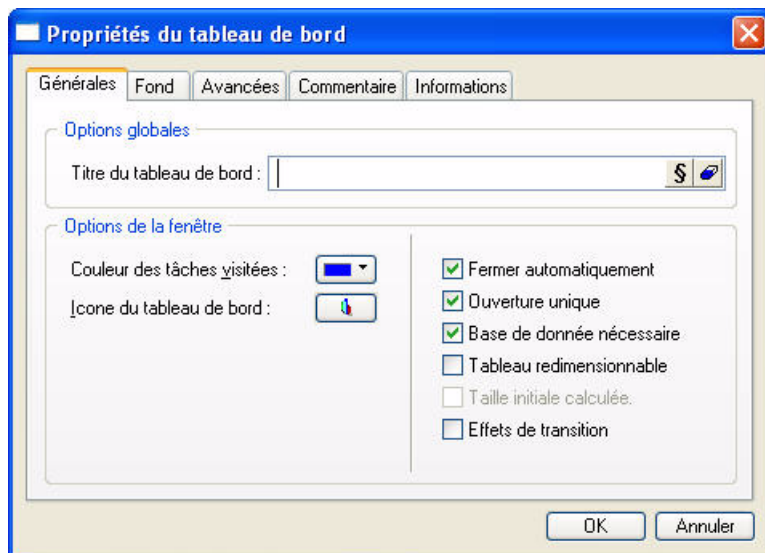 Propriétés du tableau de bord
Générales Fond Avancées Commentaire Informations
Options globales
Titre du tableau de bord : §
Options de la fenêtre
Couleur des tâches visitées :
Icone du tableau de bord :
Fermer automatiquement
Ouverture unique
Base de donnée nécessaire
Tableau redimensionnable
Taille initiale calculée.
Effets de transition
OK Annuler